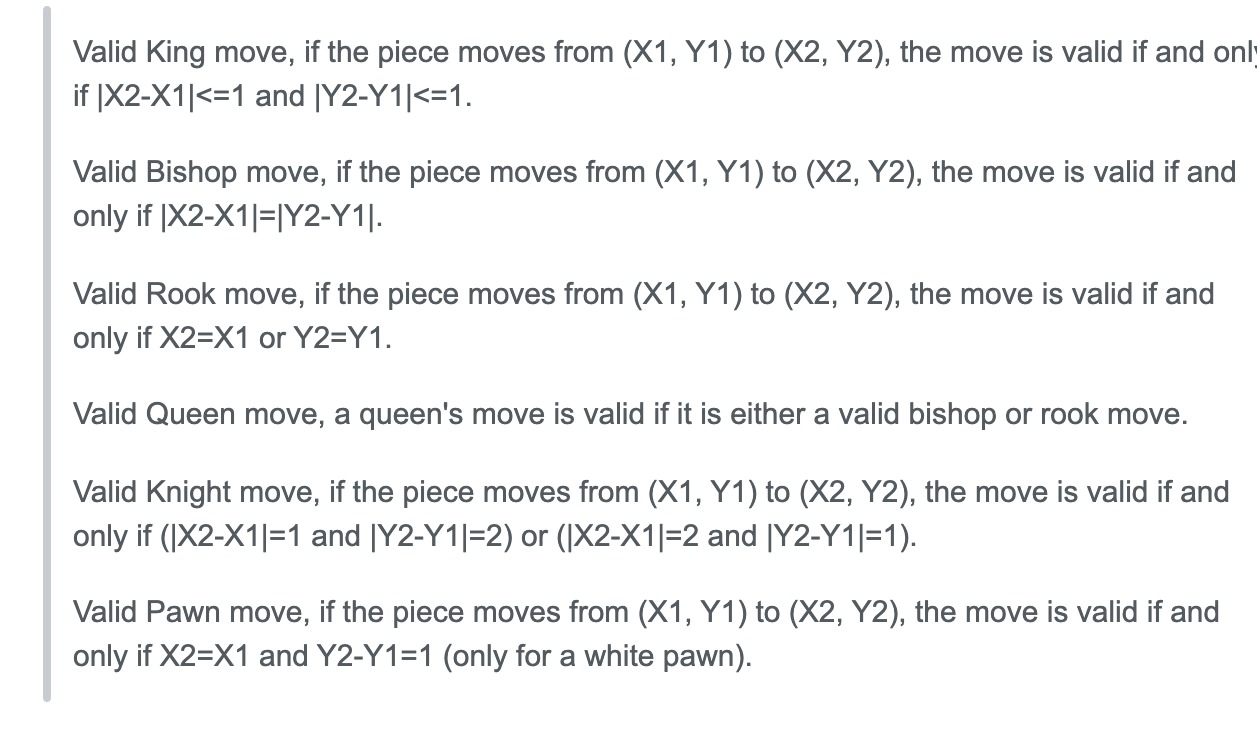 Valid King move, if the piece moves from (X1, Y1) to (X2, Y2), the move is valid if and only
if |X2-X1|<=1 and |Y2-Y1|<=1.
Valid Bishop move, if the piece moves from (X1, Y1) to (X2, Y2), the move is valid if and
only if |X2-X1|=|Y2-Y1|.
Valid Rook move, if the piece moves from (X1, Y1) to (X2, Y2), the move is valid if and
only if X2=X1 or Y2=Y1.
Valid Queen move, a queen's move is valid if it is either a valid bishop or rook move.
Valid Knight move, if the piece moves from (X1, Y1) to (X2, Y2), the move is valid if and
only if (|X2-X1|=1 and |Y2-Y1|=2) or (|X2-X1|=2 and |Y2-Y1|=1).
Valid Pawn move, if the piece moves from (X1, Y1) to (X2, Y2), the move is valid if and
only if X2=X1 and Y2-Y1=1 (only for a white pawn).